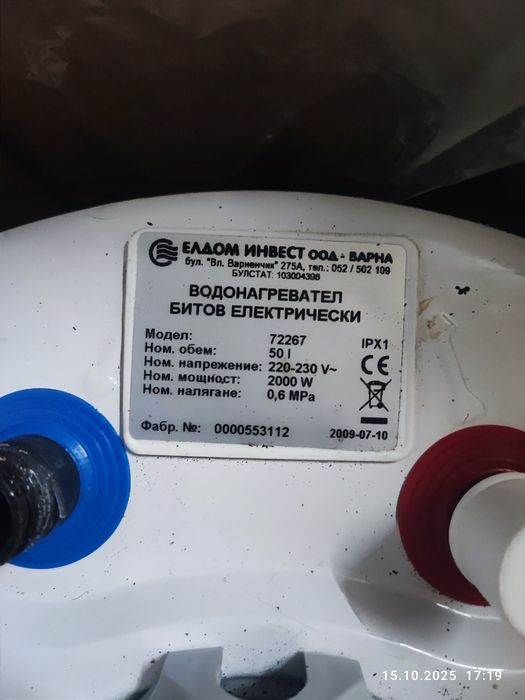 ЕЛДОМ ИНВЕСТ ООД - ВАРНА
бул. "Вл. Варненчик" 275А, тел.: 052 / 502 109
БУЛСТАТ: 103004398
ВОДОНАГРЕВАТЕЛ
БИТОВ ЕЛЕКТРИЧЕСКИ
Модел: 72267 IPX1
Ном. обем: 50 l
Ном. напрежение: 220-230 V~ CE
Ном. мощност: 2000 W
Ном. налягане: 0,6 MPa
Фабр. №: 0000553112 2009-07-10
15.10.2025 17:19